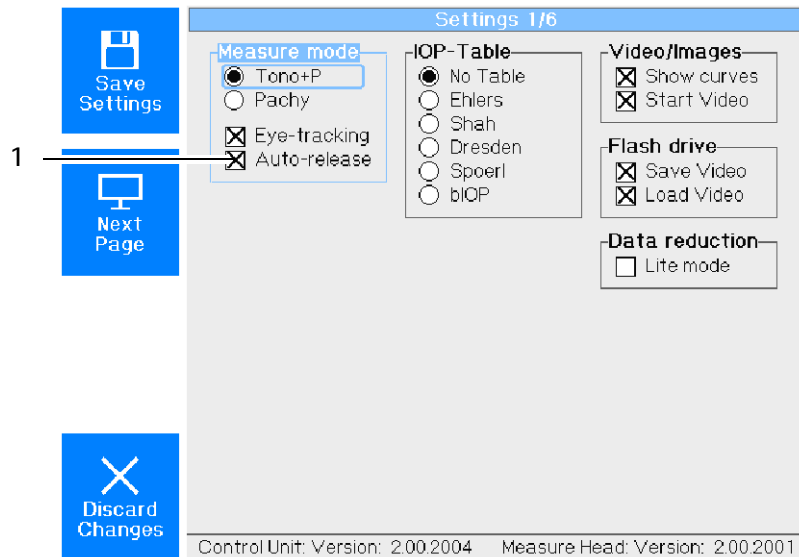 Settings 1/6
Save
Settings
1
Next
Page
Discard
Changes
Measure mode
Tono+P
Pachy
Eye-tracking
Auto-release
IOP-Table
No Table
Ehlers
Shah
Dresden
Spoerl
bIOP
Video/Images
Show curves
Start Video
Flash drive
Save Video
Load Video
Data reduction
Lite mode
Control Unit: Version: 2.00.2004 Measure Head: Version: 2.00.2001